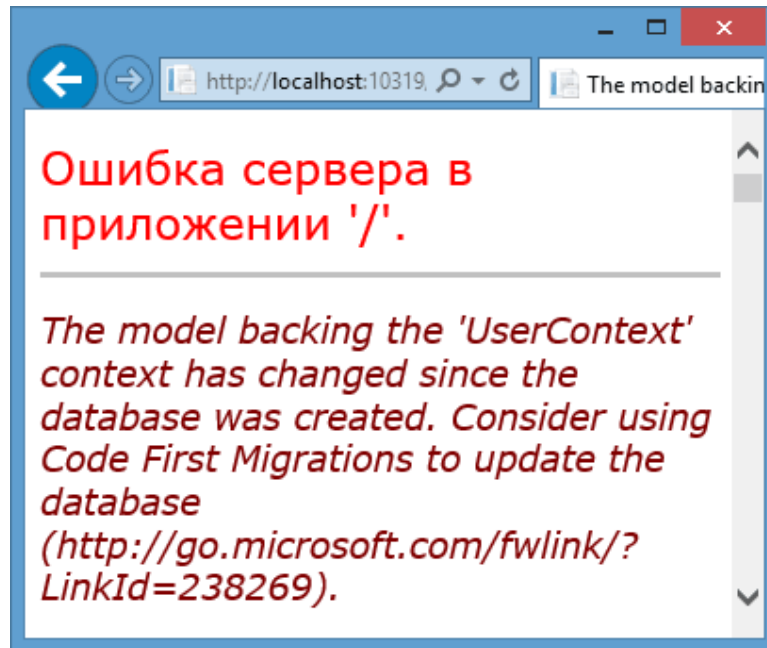 http://localhost:10319,
The model backin
Ошибка сервера в
приложении '/'.
The model backing the 'UserContext'
context has changed since the
database was created. Consider using
Code First Migrations to update the
database
(http://go.microsoft.com/fwlink/?
LinkId=238269).